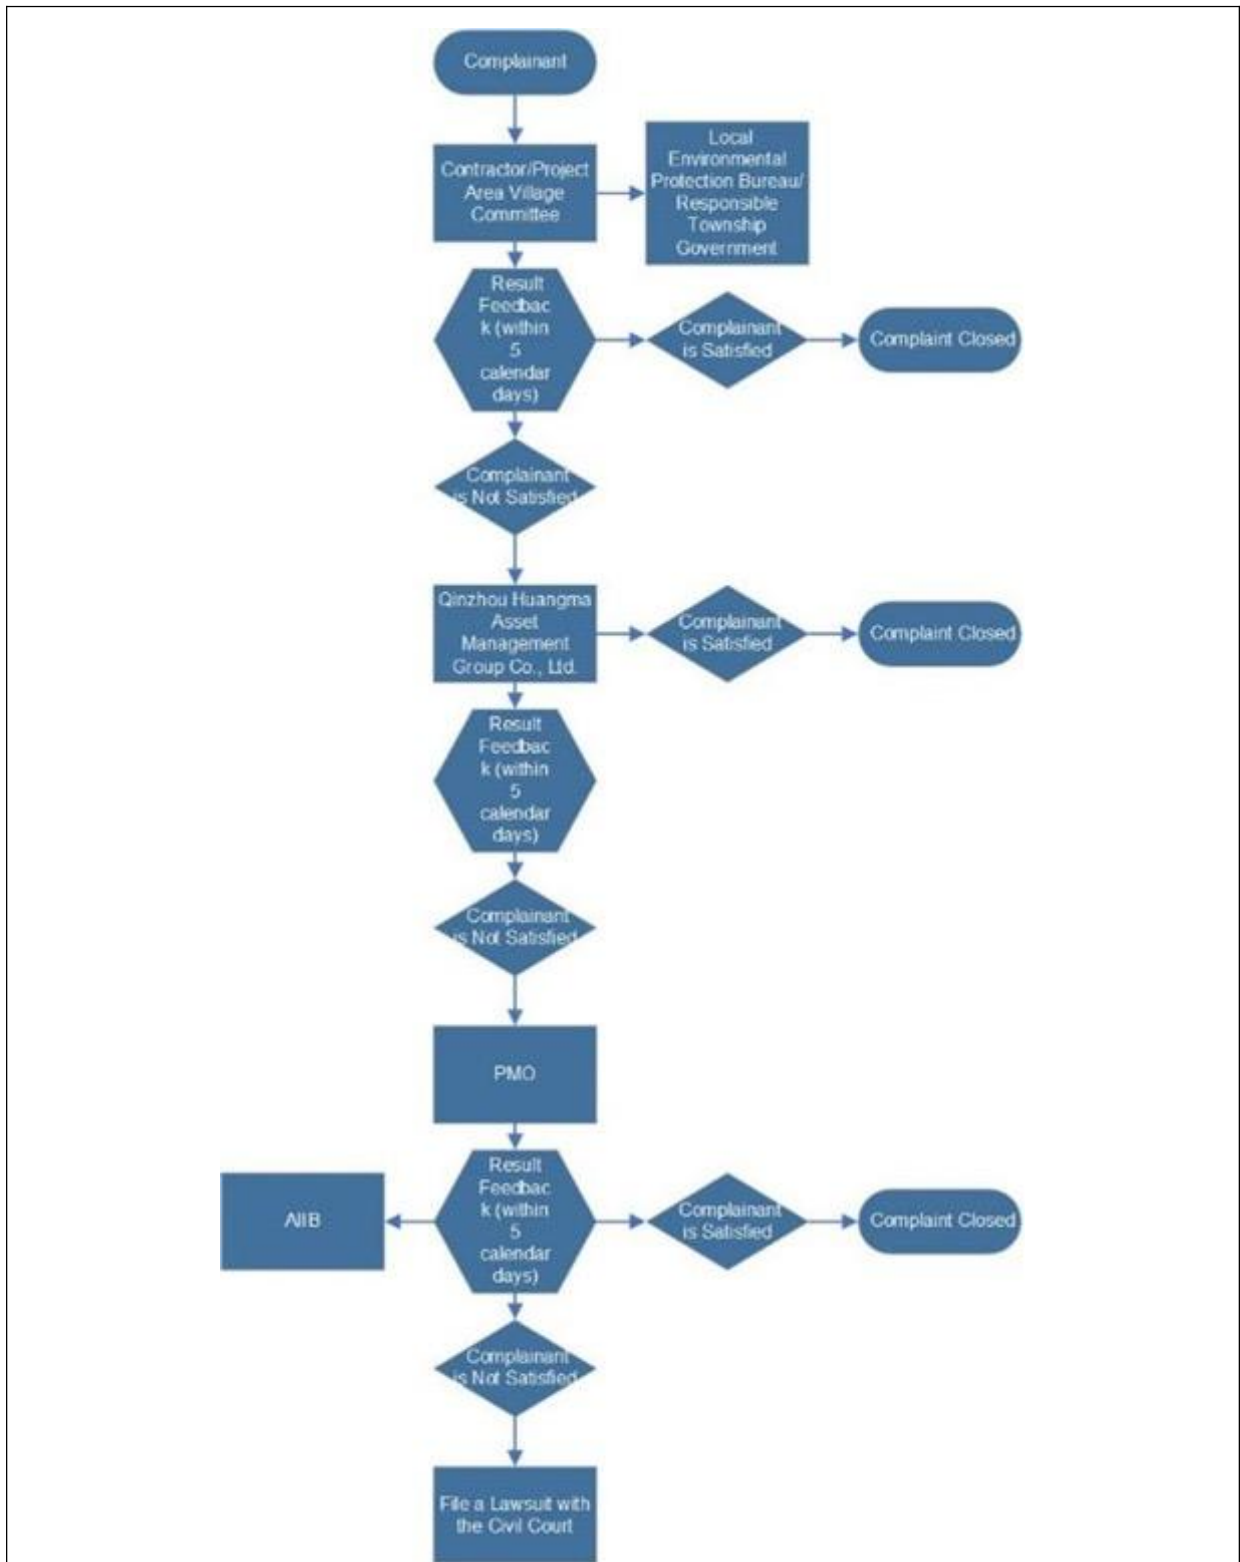 Complainant
Contractor/Project
Area Village
Committee
Local
Environmental
Protection Bureau/
Responsible
Township
Government
Result
Feedbac
k (within
5
calendar
days)
Complainant
is Satisfied
Complaint Closed
Complainant
is Not Satisfied
Qinzhou Huangma
Asset
Management
Group Co., Ltd.
Complainant
is Satisfied
Complaint Closed
Result
Feedbac
k (within
5
calendar
days)
Complainant
is Not Satisfied
PMO
AIIB
Result
Feedbac
k (within
5
calendar
days)
Complainant
is Satisfied
Complaint Closed
Complainant
is Not Satisfied
File a Lawsuit with
the Civil Court